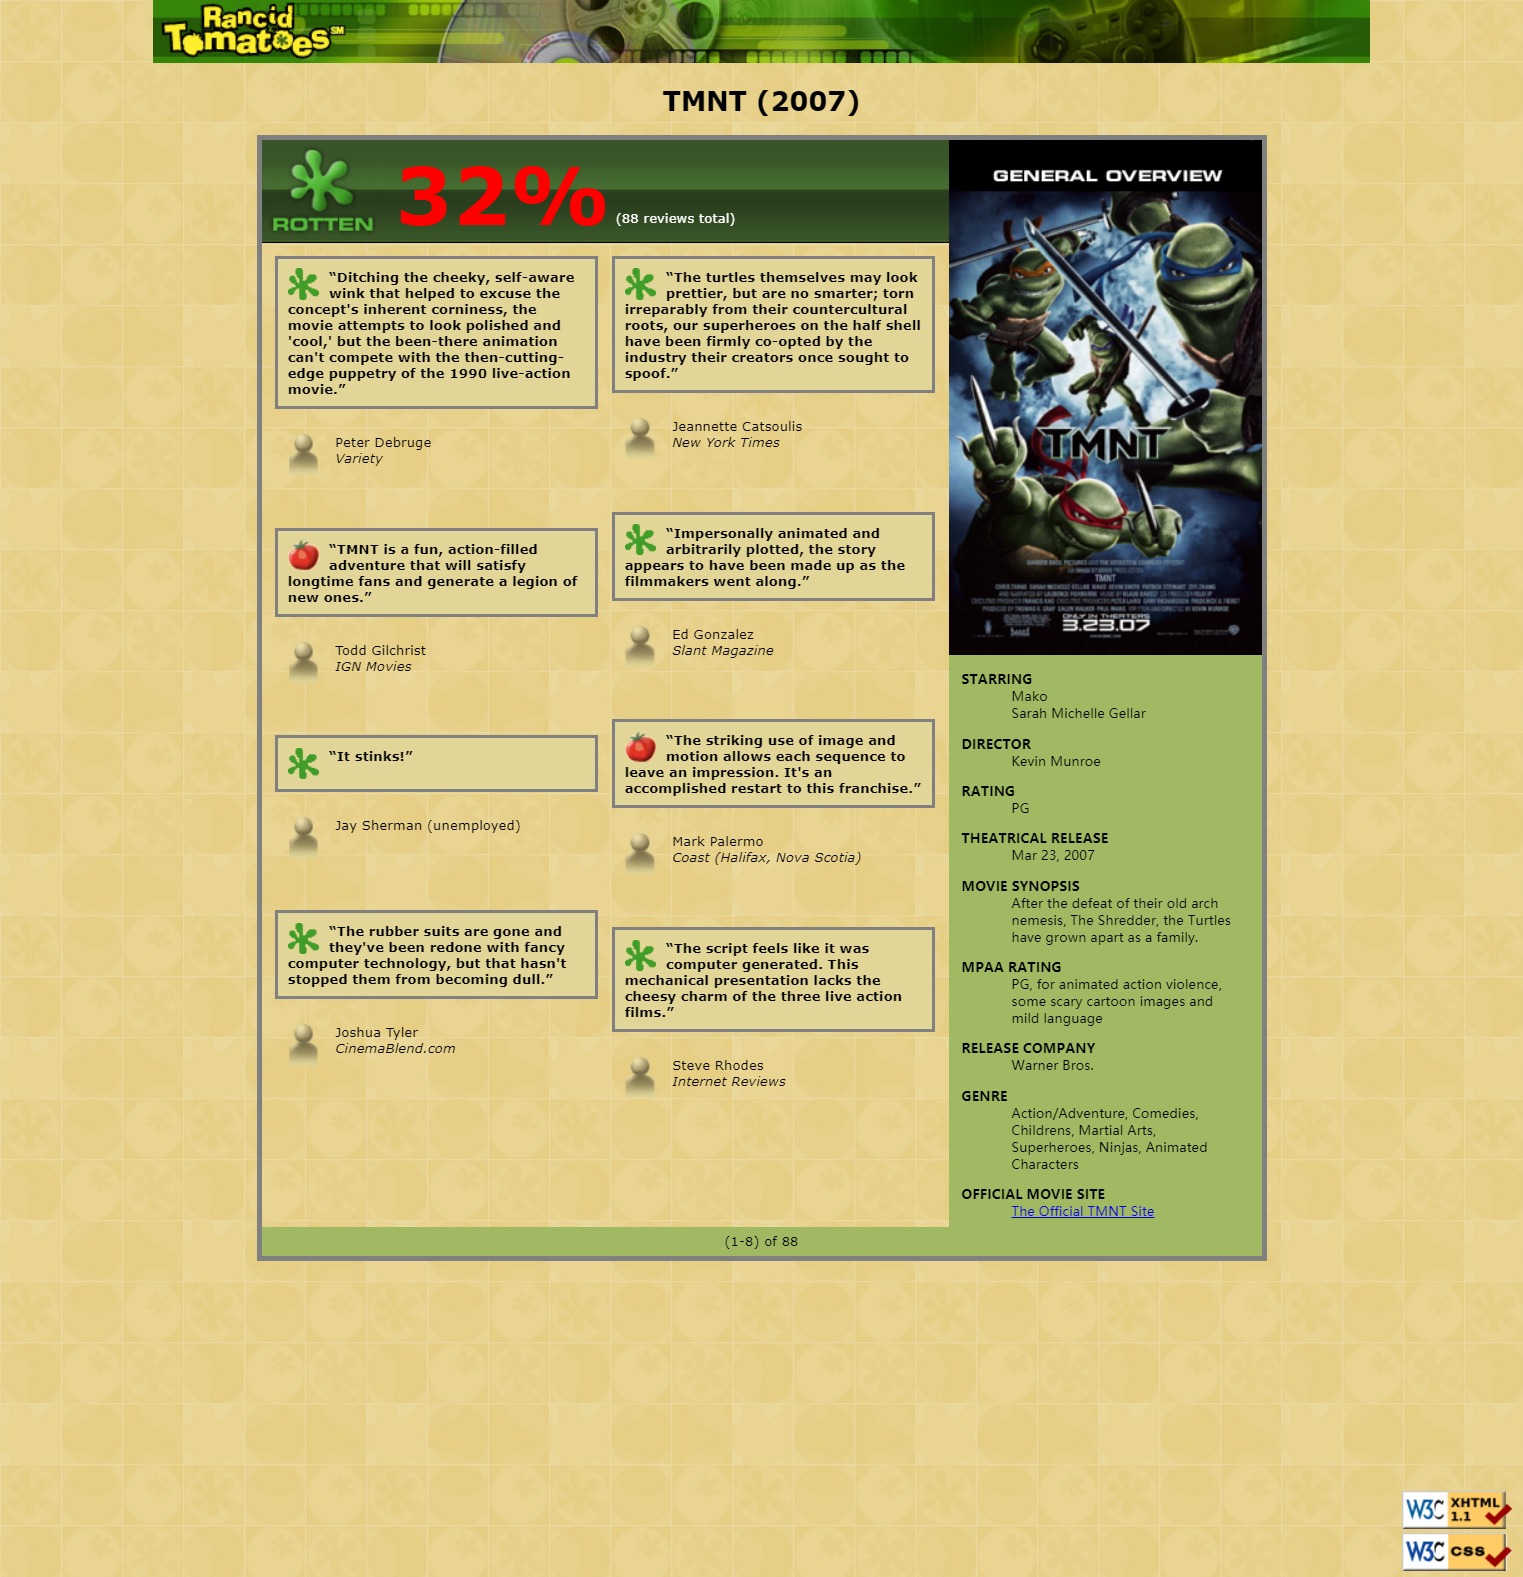 Rancid
Tomatoes SM
TMNT (2007)
ROTTEN
32% (88 reviews total)
“Ditching the cheeky, self-aware
wink that helped to excuse the
concept's inherent corniness, the
movie attempts to look polished and
'cool,' but the been-there animation
can't compete with the then-cutting-
edge puppetry of the 1990 live-action
movie.”
Peter Debruge
Variety
“TMNT is a fun, action-filled
adventure that will satisfy
longtime fans and generate a legion of
new ones.”
Todd Gilchrist
IGN Movies
“It stinks!”
Jay Sherman (unemployed)
“The rubber suits are gone and
they've been redone with fancy
computer technology, but that hasn't
stopped them from becoming dull.”
Joshua Tyler
CinemaBlend.com
“The turtles themselves may look
prettier, but are no smarter; torn
irreparably from their countercultural
roots, our superheroes on the half shell
have been firmly co-opted by the
industry their creators once sought to
spoof.”
Jeannette Catsoulis
New York Times
“Impersonally animated and
arbitrarily plotted, the story
appears to have been made up as the
filmmakers went along.”
Ed Gonzalez
Slant Magazine
“The striking use of image and
motion allows each sequence to
leave an impression. It's an
accomplished restart to this franchise.”
Mark Palermo
Coast (Halifax, Nova Scotia)
“The script feels like it was
computer generated. This
mechanical presentation lacks the
cheesy charm of the three live action
films.”
Steve Rhodes
Internet Reviews
GENERAL OVERVIEW
TMNT
TMNT
ONLY IN THEATERS
3.23.07
STARRING
Mako
Sarah Michelle Gellar
DIRECTOR
Kevin Munroe
RATING
PG
THEATRICAL RELEASE
Mar 23, 2007
MOVIE SYNOPSIS
After the defeat of their old arch
nemesis, The Shredder, the Turtles
have grown apart as a family.
MPAA RATING
PG, for animated action violence,
some scary cartoon images and
mild language
RELEASE COMPANY
Warner Bros.
GENRE
Action/Adventure, Comedies,
Childrens, Martial Arts,
Superheroes, Ninjas, Animated
Characters
OFFICIAL MOVIE SITE
The Official TMNT Site
(1-8) of 88
W3C XHTML
1.1
W3C CSS